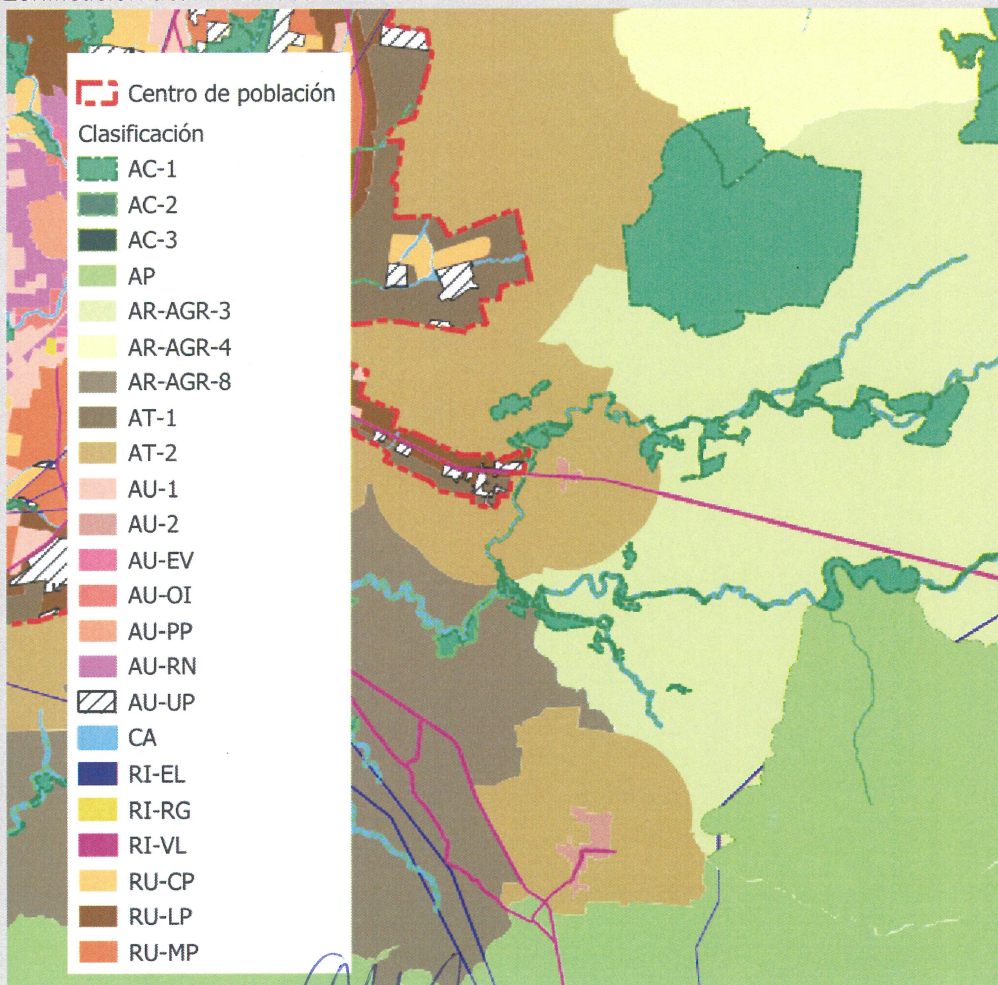 Centro de población
Clasificación
AC-1
AC-2
AC-3
AP
AR-AGR-3
AR-AGR-4
AR-AGR-8
AT-1
AT-2
AU-1
AU-2
AU-EV
AU-OI
AU-PP
AU-RN
AU-UP
CA
RI-EL
RI-RG
RI-VL
RU-CP
RU-LP
RU-MP